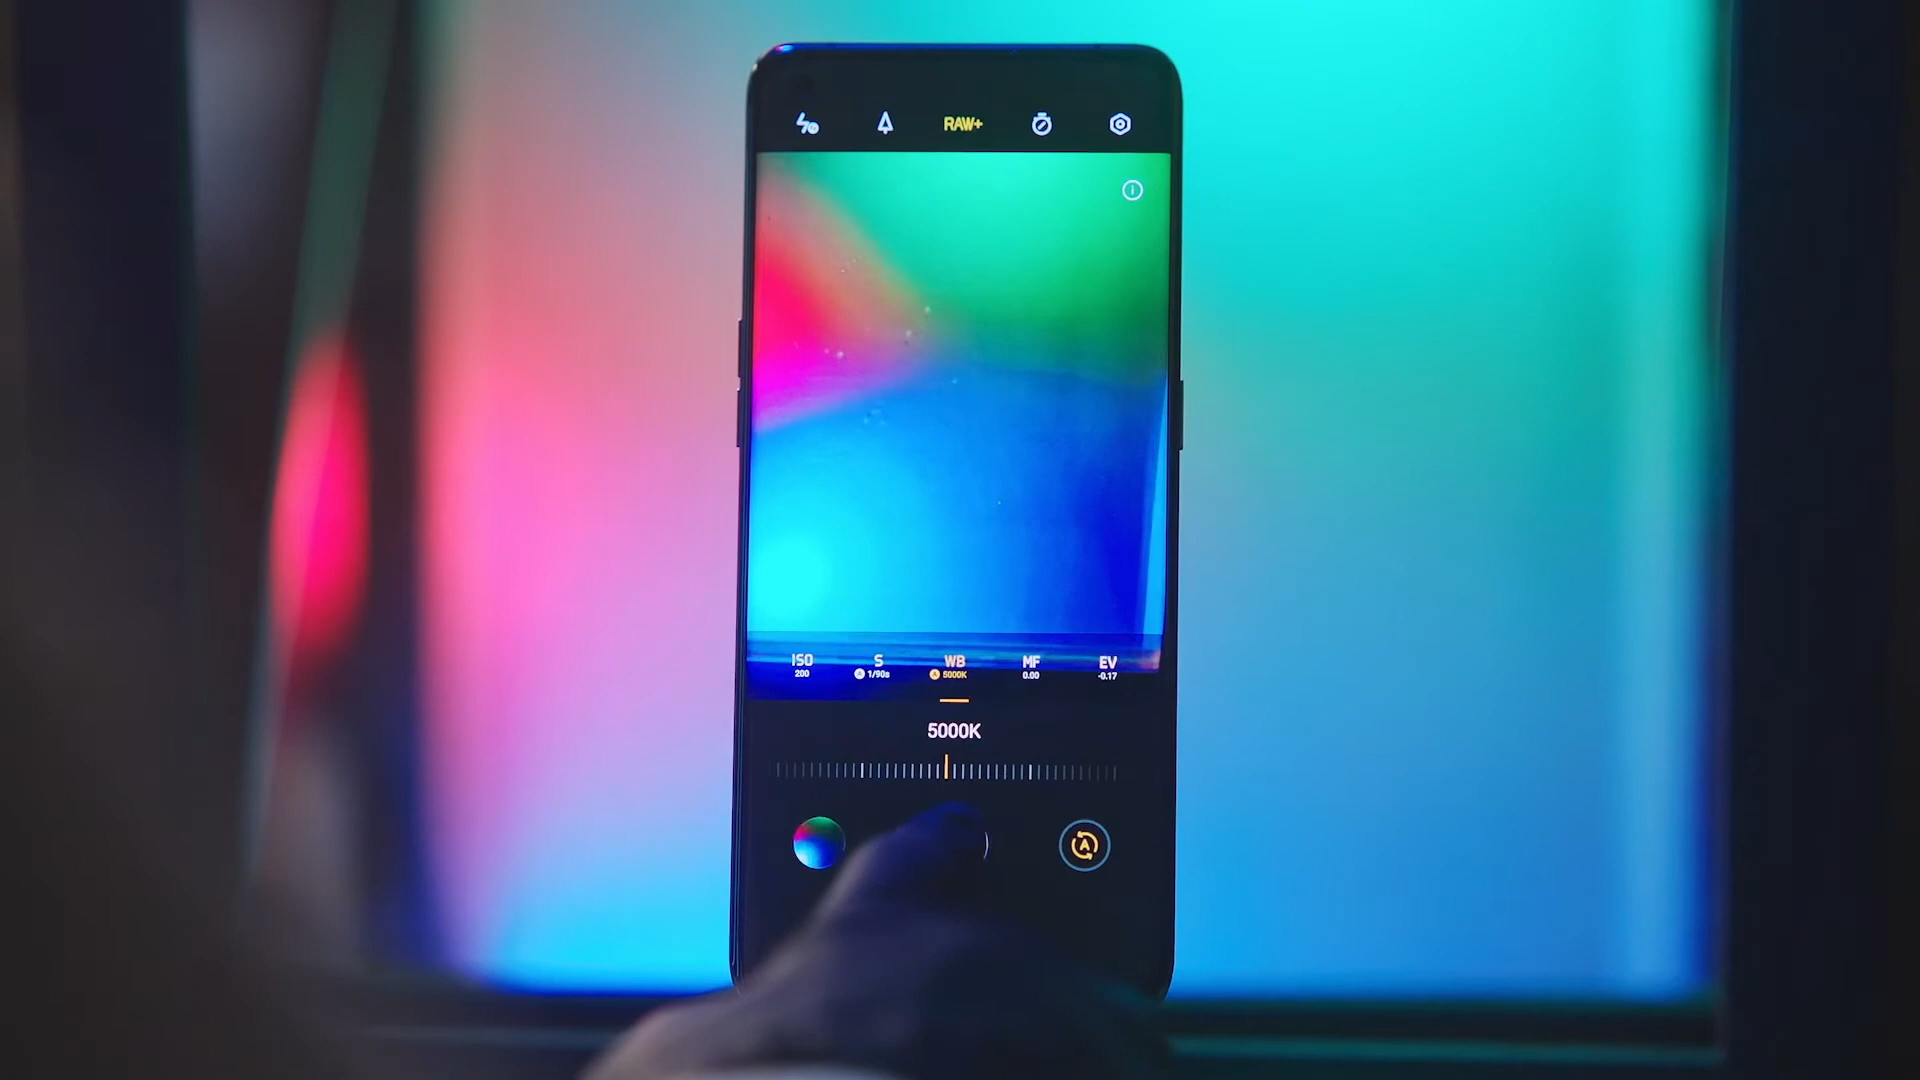 RAW+
ISO S WB MF EV
200 A 1/90s A 5000K 0.00 -0.17
5000K
A